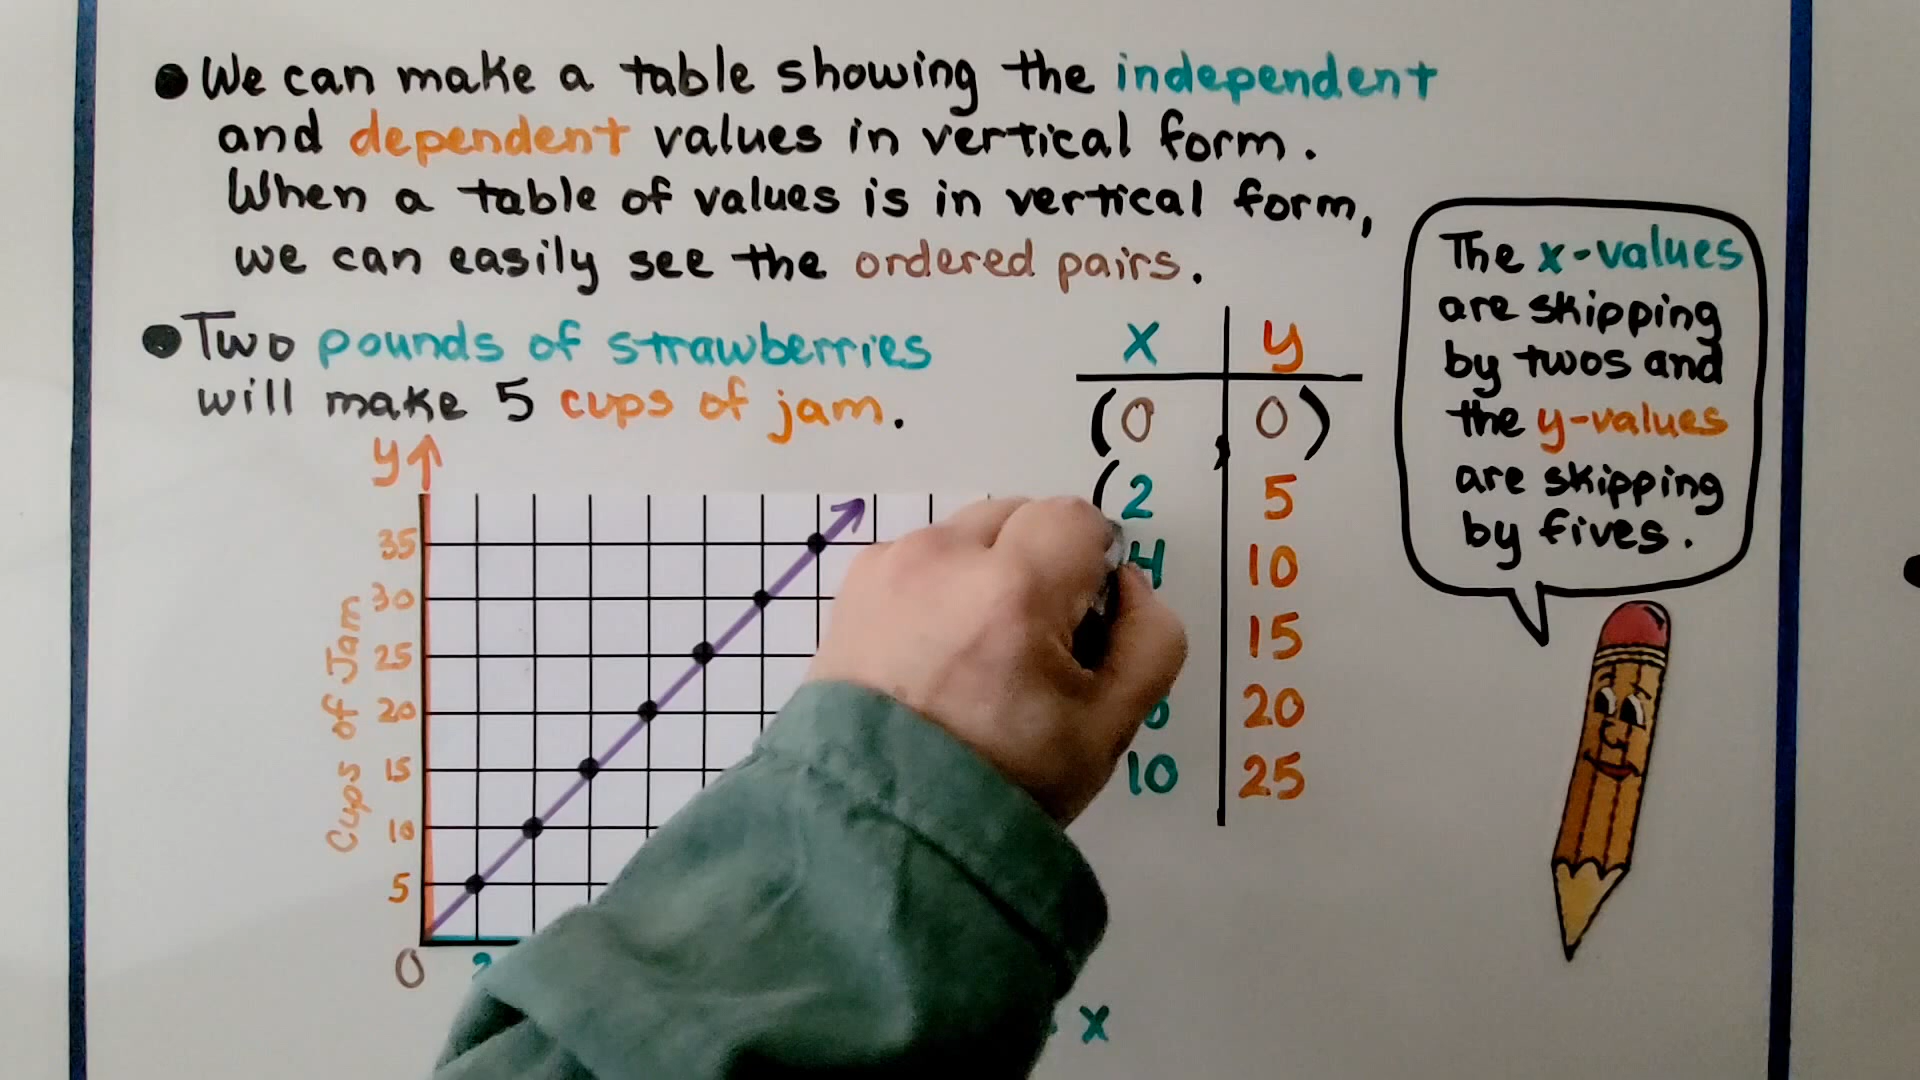 We can make a table showing the independent
and dependent values in vertical form.
When a table of values is in vertical form,
we can easily see the ordered pairs.
Two pounds of strawberries
will make 5 cups of jam.
x y
(0 , 0)
(2 5
4 10
15
20
10 25
The x-values
are skipping
by twos and
the y-values
are skipping
by fives.
y
35
30
25
20
15
10
5
0
Cups of Jam
x